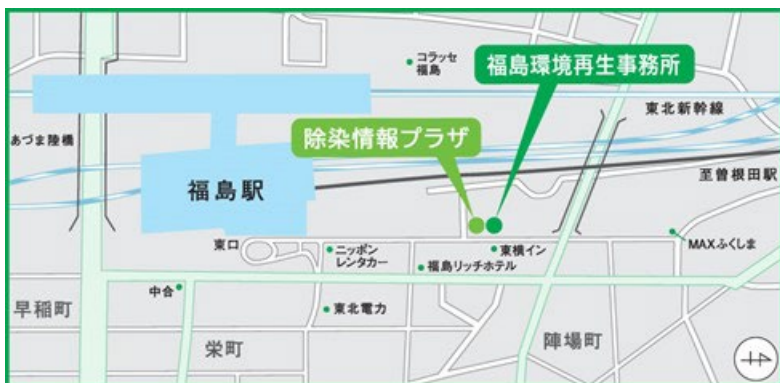 コラッセ
福島
福島環境再生事務所
東北新幹線
あづま陸橋
除染情報プラザ
至曽根田駅
福島駅
東口
ニッポン
レンタカー
東横イン
MAXふくしま
福島リッチホテル
中合
早稲町
東北電力
栄町
陣場町